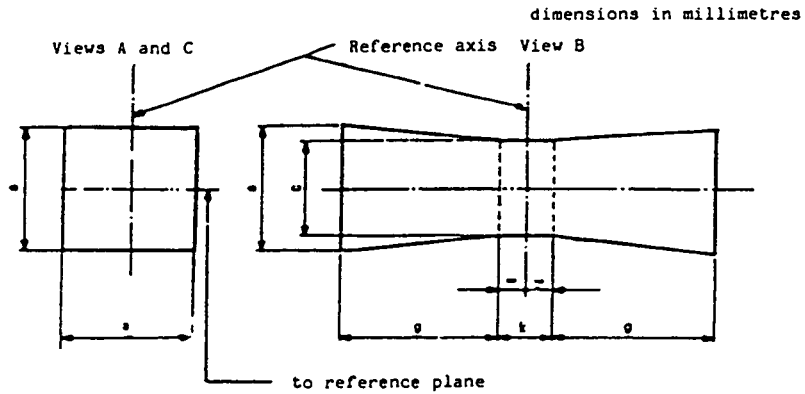 dimensions in millimetres
Views A and C
Reference axis
View B
a
g
k
g
to reference plane